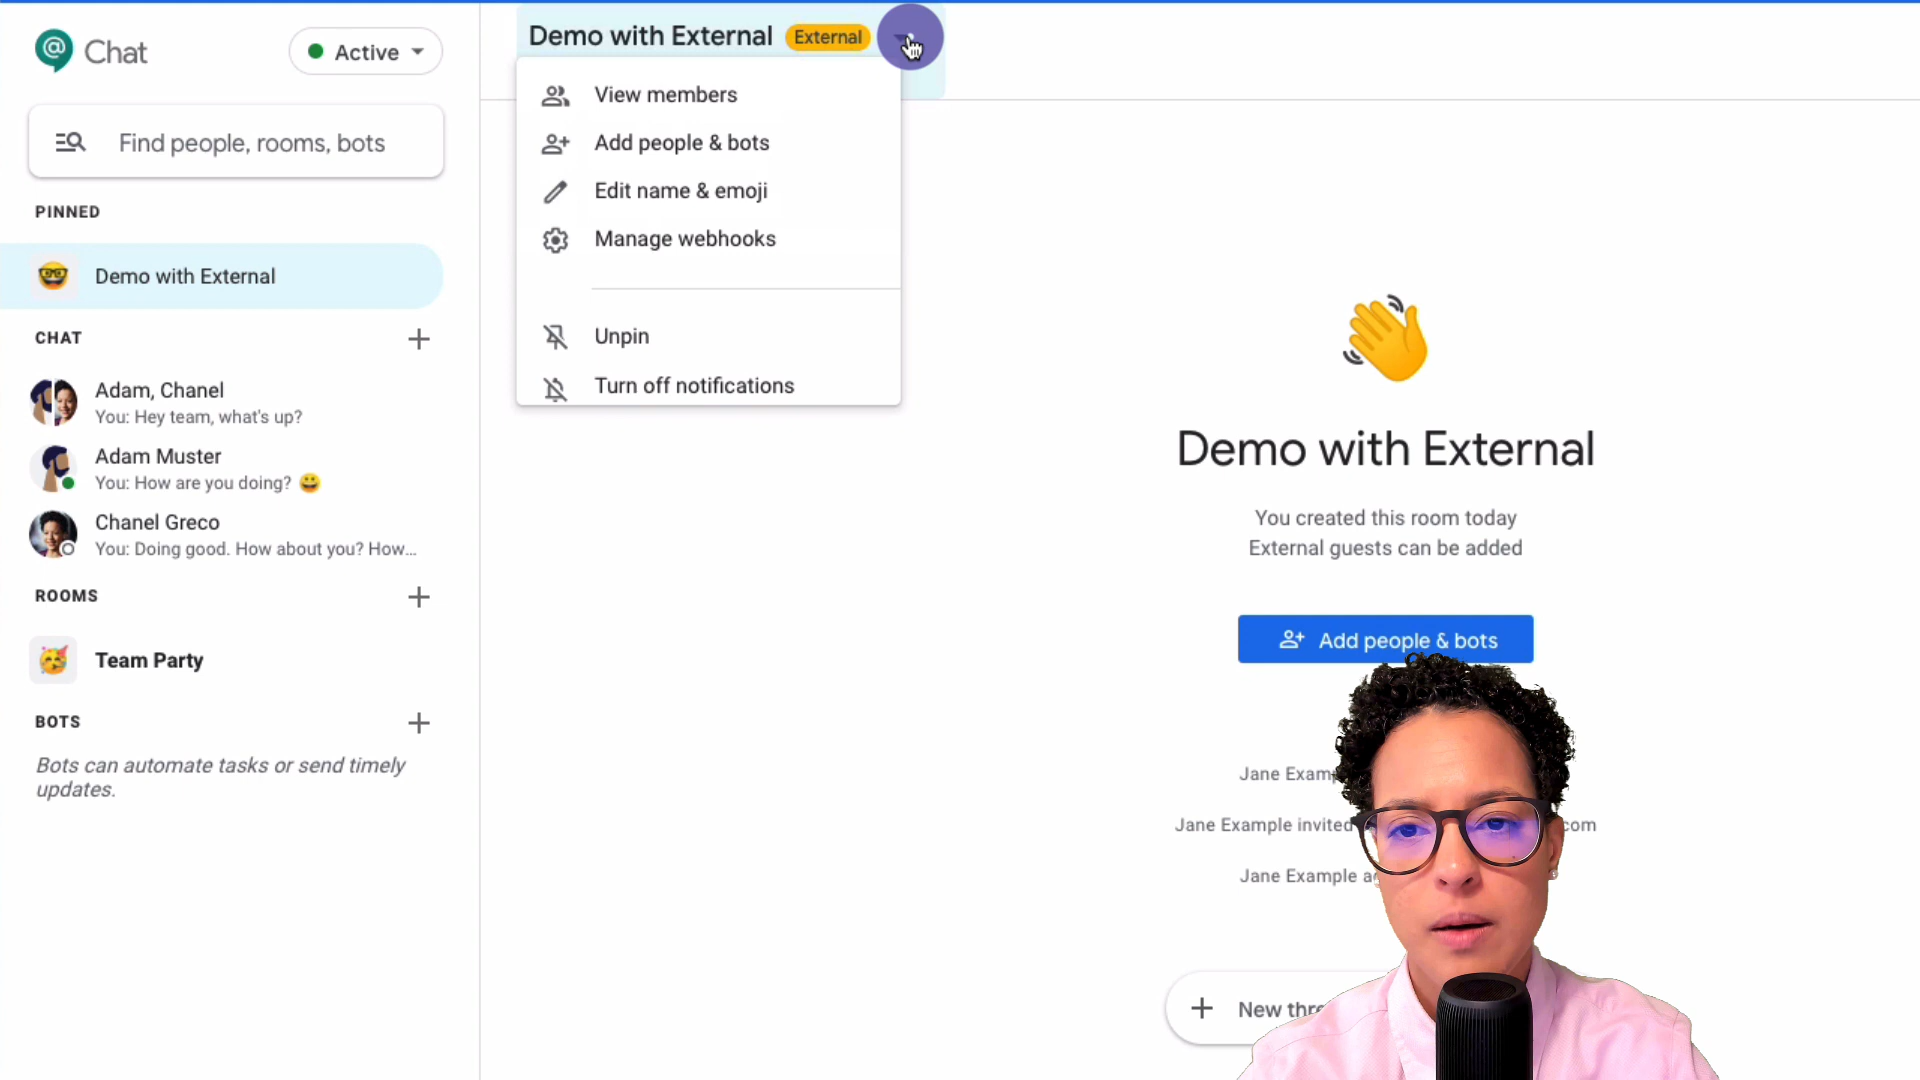 Chat
Active
Find people, rooms, bots
PINNED
Demo with External
CHAT
Adam, Chanel
You: Hey team, what's up?
Adam Muster
You: How are you doing? 😀
Chanel Greco
You: Doing good. How about you? How...
ROOMS
Team Party
BOTS
Bots can automate tasks or send timely
updates.
Demo with External External
View members
Add people & bots
Edit name & emoji
Manage webhooks
Unpin
Turn off notifications
Demo with External
You created this room today
External guests can be added
Add people & bots
Jane
Jane Example invited com
Jane Example
New